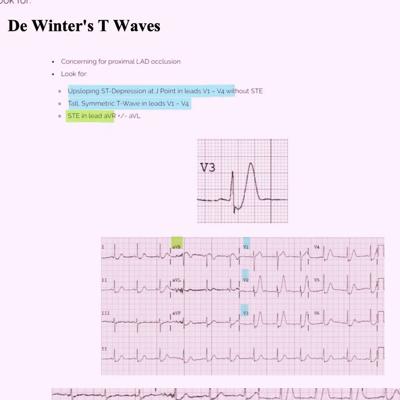 look for:
De Winter's T Waves
Concerning for proximal LAD occlusion
Look for
Upsloping ST-Depression at J Point in leads V1 – V4 without STE
Tall, Symmetric T-Wave in leads V1 – V4
STE in lead aVR +/- aVL
V3
I aVR V1 V4
II aVL V2 V5
III aVF V3 V6
II